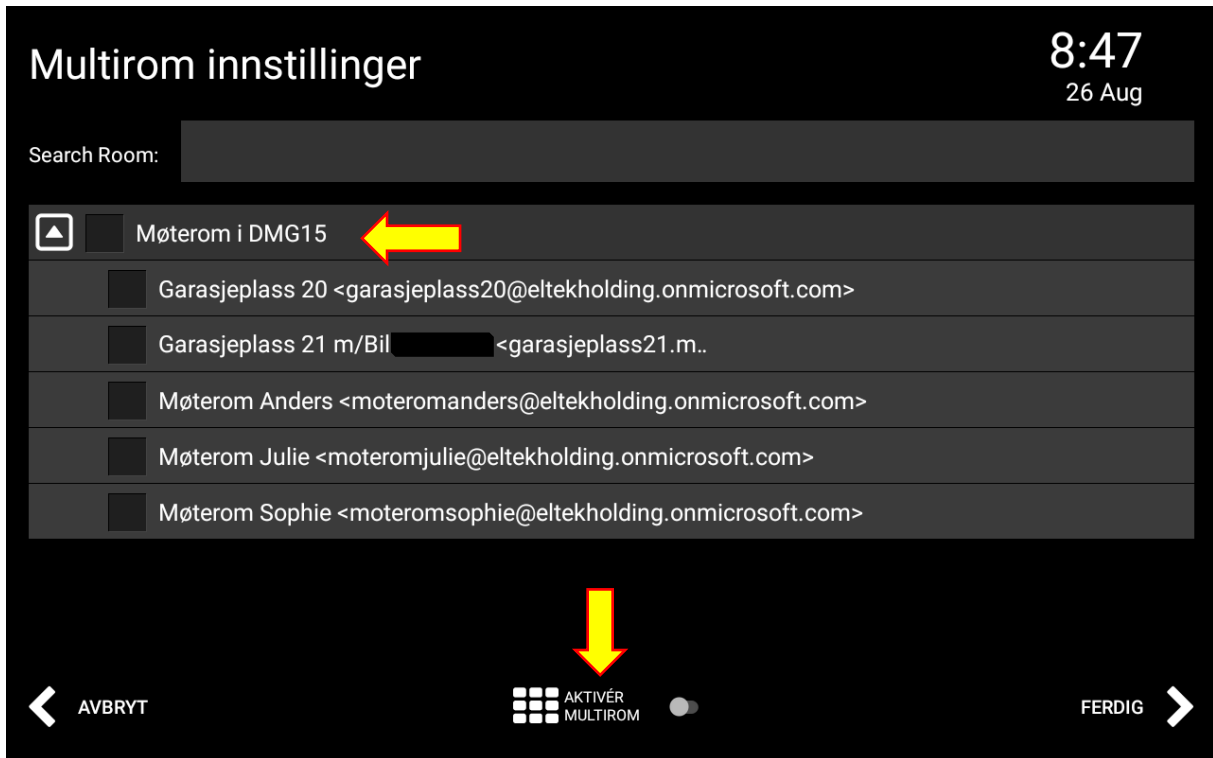 Multirom innstillinger
8:47
26 Aug
Search Room:
Møterom i DMG15
Garasjeplass 20 <garasjeplass20@eltekholding.onmicrosoft.com>
Garasjeplass 21 m/Bil <garasjeplass21.m..
Møterom Anders <moteromanders@eltekholding.onmicrosoft.com>
Møterom Julie <moteromjulie@eltekholding.onmicrosoft.com>
Møterom Sophie <moteromsophie@eltekholding.onmicrosoft.com>
AVBRYT
AKTIVÉR
MULTIROM
FERDIG